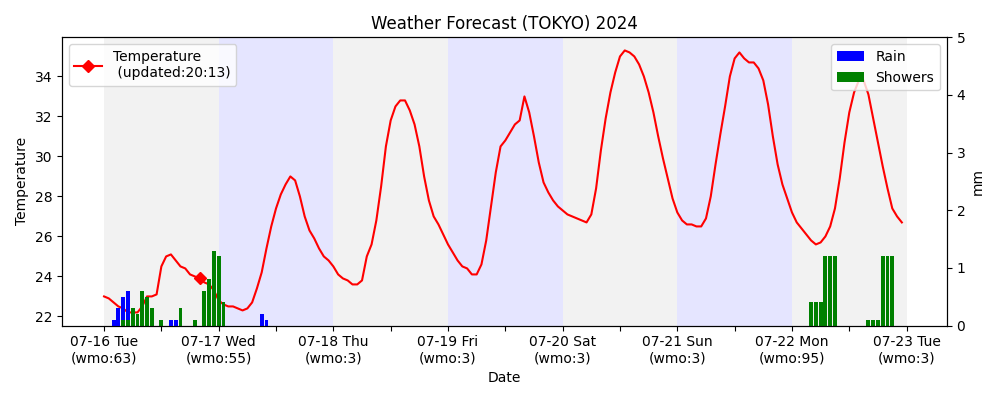 Weather Forecast (TOKYO) 2024
Temperature
(updated:20:13)
Rain
Showers
Temperature
34
32
30
28
26
24
22
5
4
3
2
1
0
mm
07-16 Tue
(wmo:63)
07-17 Wed
(wmo:55)
07-18 Thu
(wmo:3)
07-19 Fri
(wmo:3)
07-20 Sat
(wmo:3)
07-21 Sun
(wmo:3)
07-22 Mon
(wmo:95)
07-23 Tue
(wmo:3)
Date